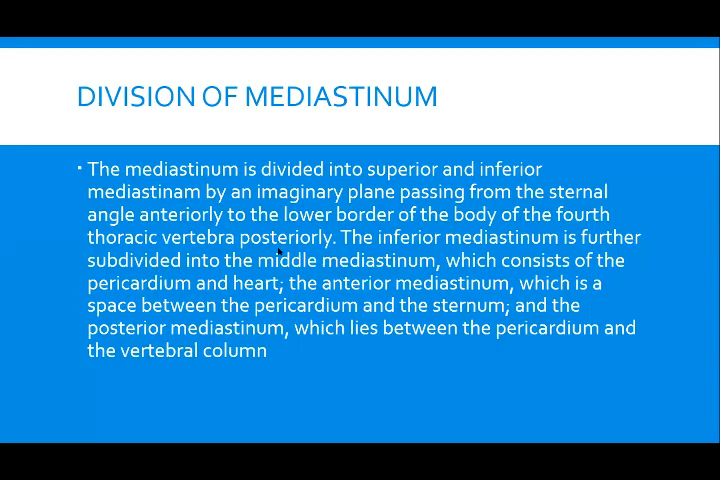 DIVISION OF MEDIASTINUM
▪ The mediastinum is divided into superior and inferior
mediastinam by an imaginary plane passing from the sternal
angle anteriorly to the lower border of the body of the fourth
thoracic vertebra posteriorly. The inferior mediastinum is further
subdivided into the middle mediastinum, which consists of the
pericardium and heart; the anterior mediastinum, which is a
space between the pericardium and the sternum; and the
posterior mediastinum, which lies between the pericardium and
the vertebral column